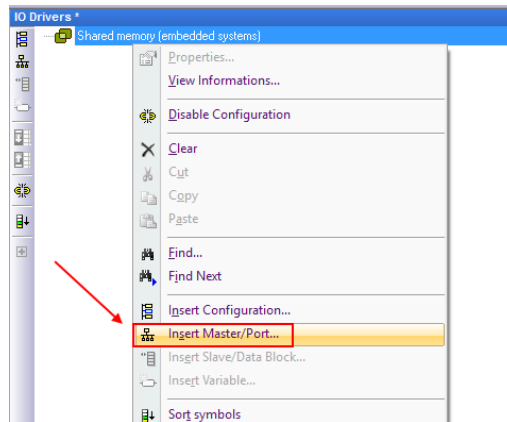 IO Drivers *
Shared memory (embedded systems)
Properties...
View Informations...
Disable Configuration
Clear
Cut
Copy
Paste
Find...
Find Next
Insert Configuration...
Insert Master/Port...
Insert Slave/Data Block...
Insert Variable...
Sort symbols